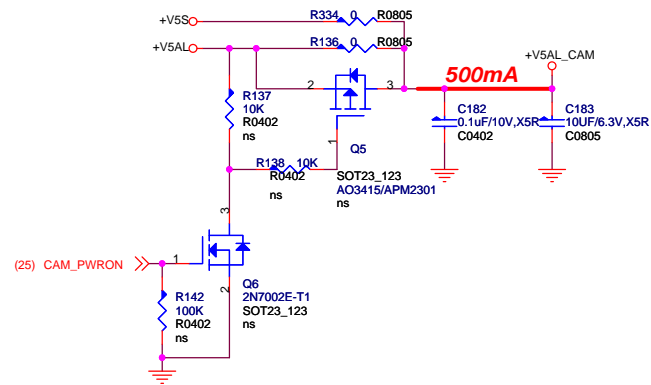 +V5S
R334 0 R0805
+V5AL
R136 0 R0805
+V5AL_CAM
500mA
2
3
R137
10K
R0402
ns
C182
0.1uF/10V,X5R
C0402
C183
10UF/6.3V,X5R
C0805
1
Q5
R138 10K
R0402
ns
SOT23_123
AO3415/APM2301
ns
3
(25) CAM_PWRON
1
2
Q6
2N7002E-T1
SOT23_123
ns
R142
100K
R0402
ns